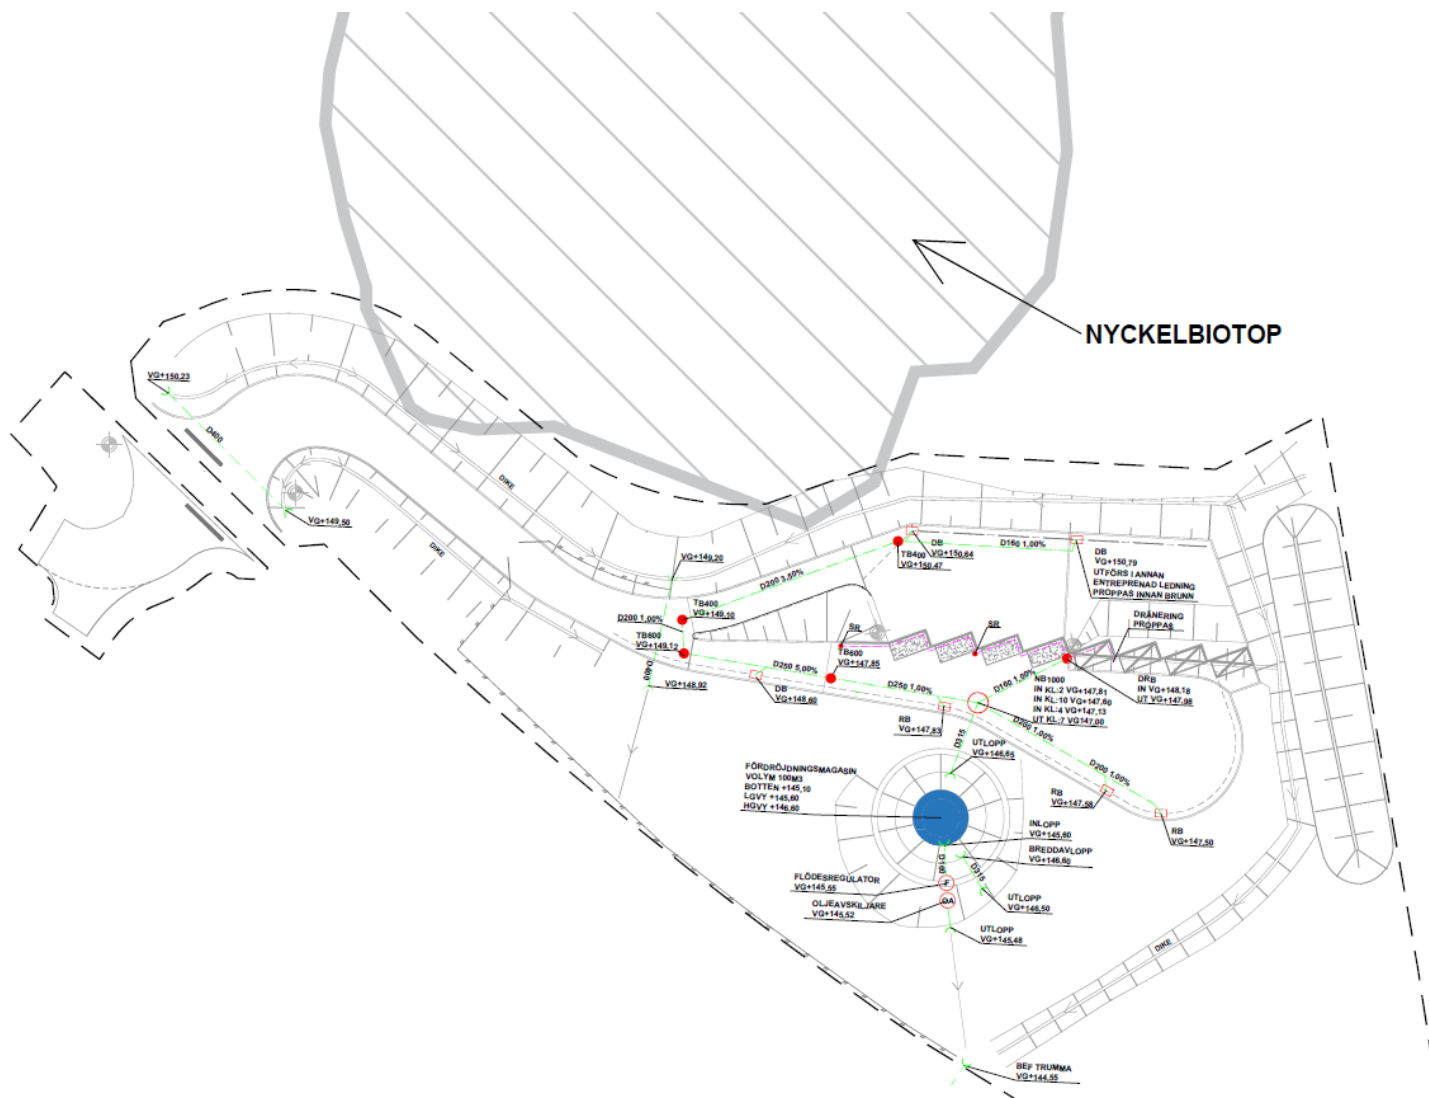 NYCKELBIOTOP
VG+150,23
D400
VG+149,50
DIKE
DIKE
VG+149,20
D200 3,50%
TB400
VG+150,47
DB
VG+150,64
D160 1,00%
DB
VG+150,79
UTFÖRS I ANNAN
ENTREPRENAD LEDNING
PROPPAS INNAN BRUNN
DRÄNERING
PROPPAS
TB400
VG+149,10
D200 1,00%
TB600
VG+149,12
D400
VG+148,92
SR
SR
TB600
VG+147,85
D250 5,00%
DB
VG+148,60
D250 1,00%
RB
VG+147,83
D160 1,00%
NB1000
IN KL:2 VG+147,81
IN KL:10 VG+147,60
IN KL:4 VG+147,13
UT KL:7 VG147,00
DRB
IN VG+148,18
UT VG+147,98
D200 1,00%
D200 1,00%
D315
UTLOPP
VG+146,65
RB
VG+147,58
RB
VG+147,50
FÖRDRÖJDNINGSMAGASIN
VOLYM 100M3
BOTTEN +145,10
LGVY +145,60
HGVY +146,60
INLOPP
VG+145,60
BREDDAVLOPP
VG+146,60
D160
D315
FLÖDESREGULATOR
VG+145,55
F
OLJEAVSKILJARE
VG+145,52
OA
UTLOPP
VG+146,50
UTLOPP
VG+145,48
DIKE
BEF TRUMMA
VG+144,55